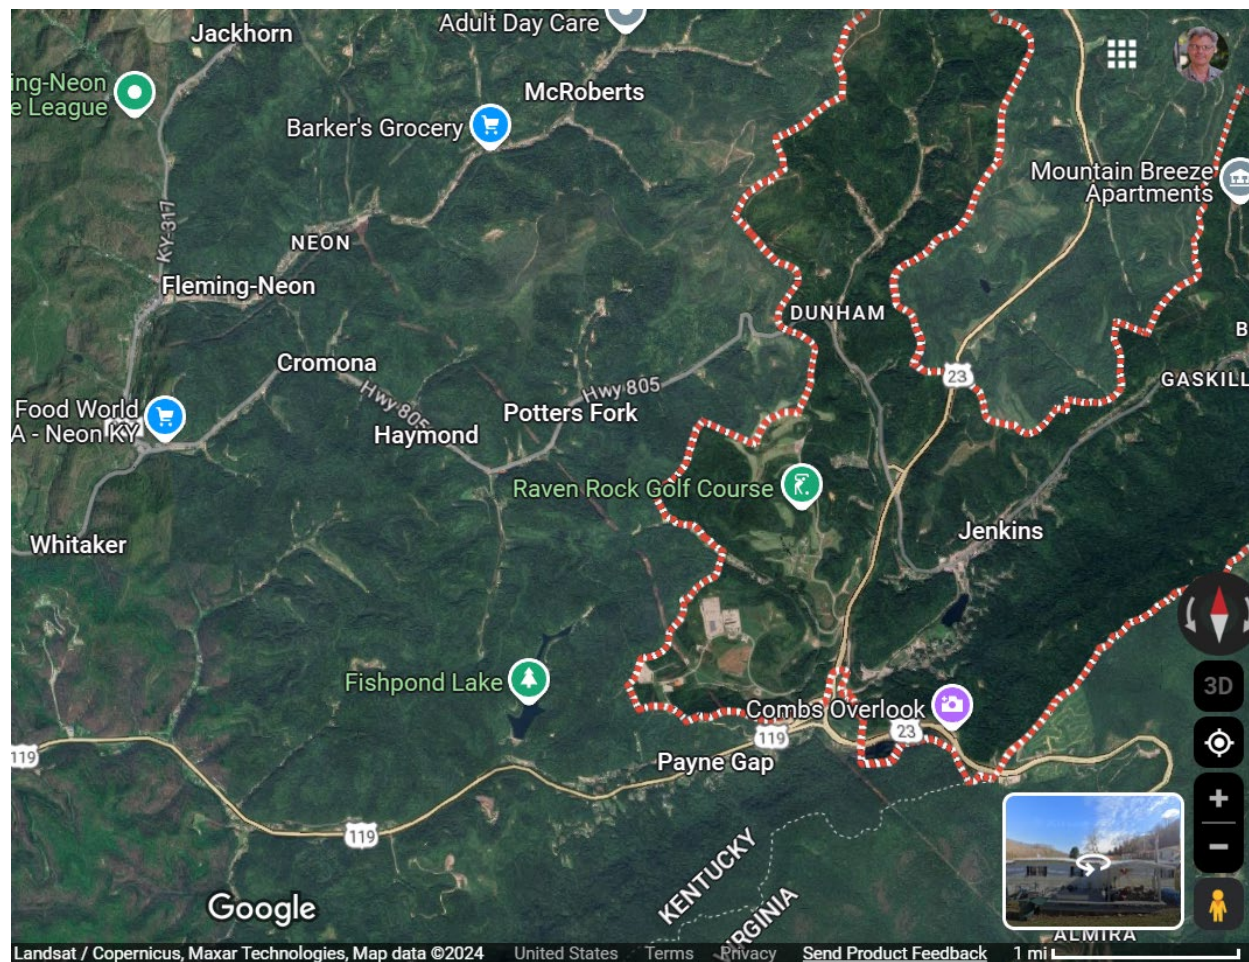 Adult Day Care
Jackhorn
ing-Neon
e League
McRoberts
Barker's Grocery
Mountain Breeze
Apartments
KY-317
NEON
Fleming-Neon
DUNHAM
B
Cromona
23
GASKILL
Hwy 805
Hwy 805
Food World
A - Neon KY
Potters Fork
Haymond
Raven Rock Golf Course
Jenkins
Whitaker
Fishpond Lake
3D
Combs Overlook
23
119
119
Payne Gap
119
KENTUCKY
VIRGINIA
Google
ALMIRA
Landsat / Copernicus, Maxar Technologies, Map data ©2024 United States Terms Privacy Send Product Feedback 1 mi